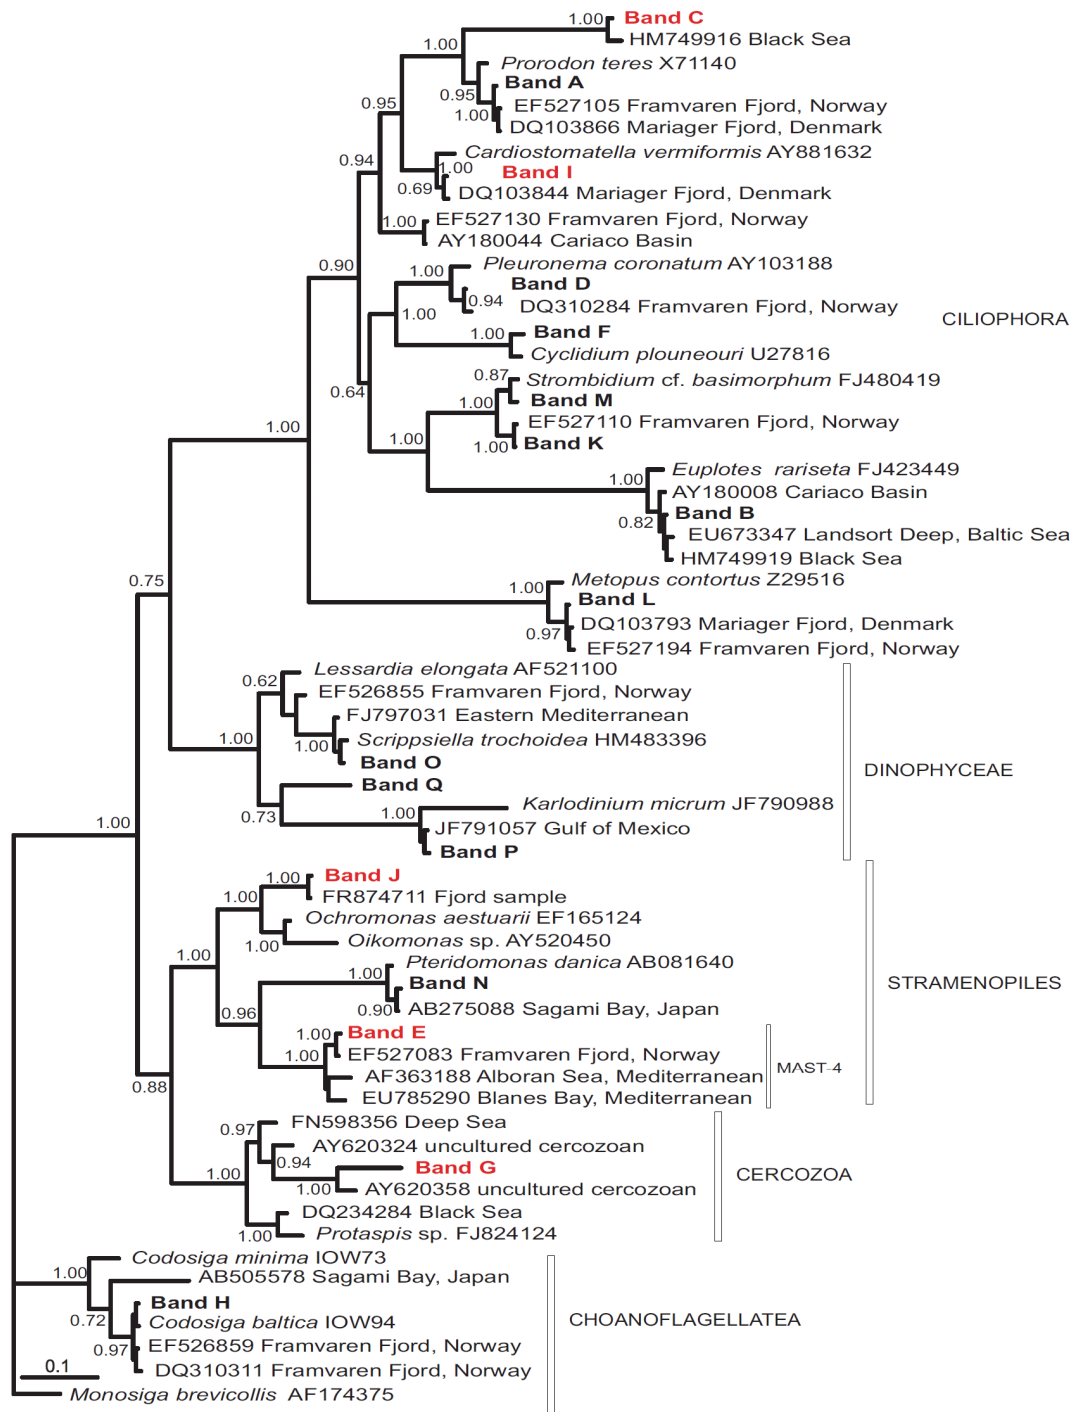 1.00 Band C
HM749916 Black Sea
1.00
Prorodon teres X71140
Band A
0.95
EF527105 Framvaren Fjord, Norway
1.00
DQ103866 Mariager Fjord, Denmark
0.95
Cardiostomatella vermiformis AY881632
0.94
1.00
Band I
0.69
DQ103844 Mariager Fjord, Denmark
1.00
EF527130 Framvaren Fjord, Norway
AY180044 Cariaco Basin
0.90
Pleuronema coronatum AY103188
1.00
Band D
0.94
DQ310284 Framvaren Fjord, Norway
1.00
CILIOPHORA
1.00
Band F
Cyclidium plouneouri U27816
0.64
0.87
Strombidium cf. basimorphum FJ480419
1.00
Band M
EF527110 Framvaren Fjord, Norway
1.00
1.00
Band K
1.00
Euplotes rariseta FJ423449
1.00
AY180008 Cariaco Basin
Band B
0.82
EU673347 Landsort Deep, Baltic Sea
HM749919 Black Sea
0.75
Metopus contortus Z29516
1.00
Band L
DQ103793 Mariager Fjord, Denmark
0.97
EF527194 Framvaren Fjord, Norway
Lessardia elongata AF521100
0.62
EF526855 Framvaren Fjord, Norway
FJ797031 Eastern Mediterranean
1.00
1.00
Scrippsiella trochoidea HM483396
Band O
DINOPHYCEAE
Band Q
Karlodinium micrum JF790988
0.73
1.00
JF791057 Gulf of Mexico
1.00
Band P
1.00
Band J
1.00
FR874711 Fjord sample
Ochromonas aestuarii EF165124
1.00
Oikomonas sp. AY520450
1.00
Pteridomonas danica AB081640
1.00
Band N
STRAMENOPILES
0.90
AB275088 Sagami Bay, Japan
0.96
1.00
Band E
1.00
EF527083 Framvaren Fjord, Norway
MAST-4
AF363188 Alboran Sea, Mediterranean
0.88
EU785290 Blanes Bay, Mediterranean
FN598356 Deep Sea
0.97
AY620324 uncultured cercozoan
0.94
Band G
1.00
CERCOZOA
1.00
AY620358 uncultured cercozoan
DQ234284 Black Sea
1.00
Protaspis sp. FJ824124
Codosiga minima IOW73
1.00
AB505578 Sagami Bay, Japan
Band H
0.72
Codosiga baltica IOW94
CHOANOFLAGELLATEA
0.97
EF526859 Framvaren Fjord, Norway
0.1
DQ310311 Framvaren Fjord, Norway
Monosiga brevicollis AF174375